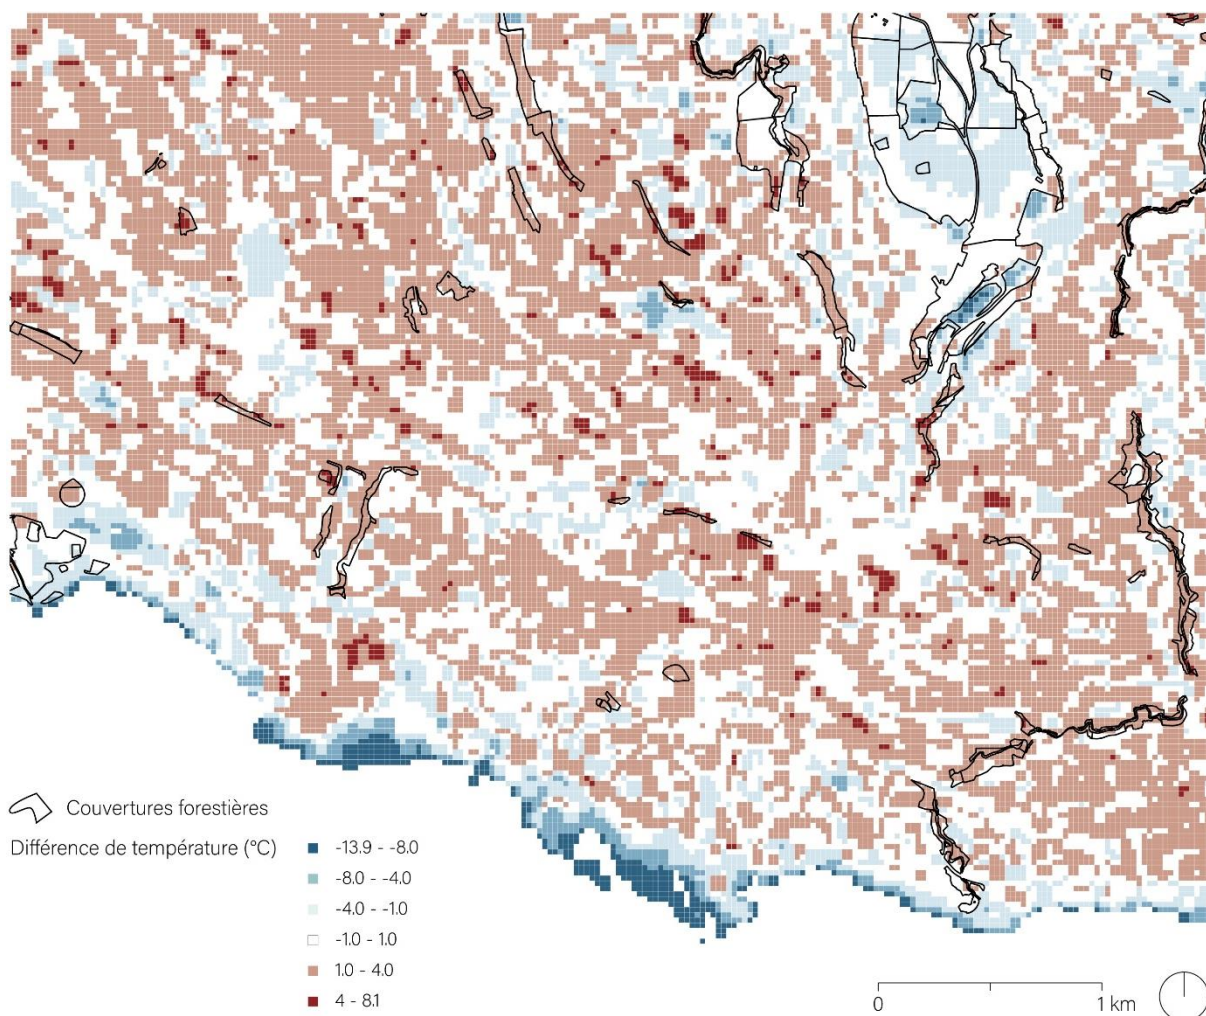 Couvertures forestières
Différence de température (°C)
-13.9 - -8.0
-8.0 - -4.0
-4.0 - -1.0
-1.0 - 1.0
1.0 - 4.0
4 - 8.1
0
1 km